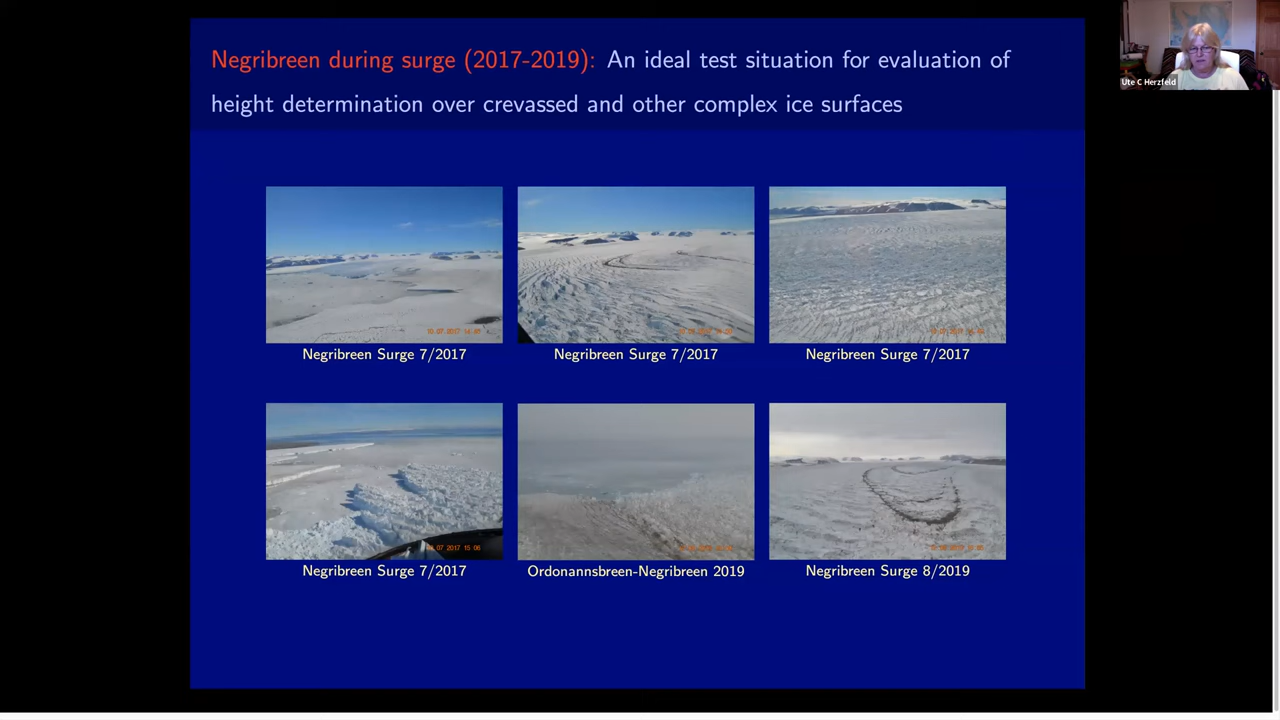 Negribreen during surge (2017-2019): An ideal test situation for evaluation of
height determination over crevassed and other complex ice surfaces
Ute C Herzfeld
Negribreen Surge 7/2017
Negribreen Surge 7/2017
Negribreen Surge 7/2017
Negribreen Surge 7/2017
Ordonannsbreen-Negribreen 2019
Negribreen Surge 8/2019